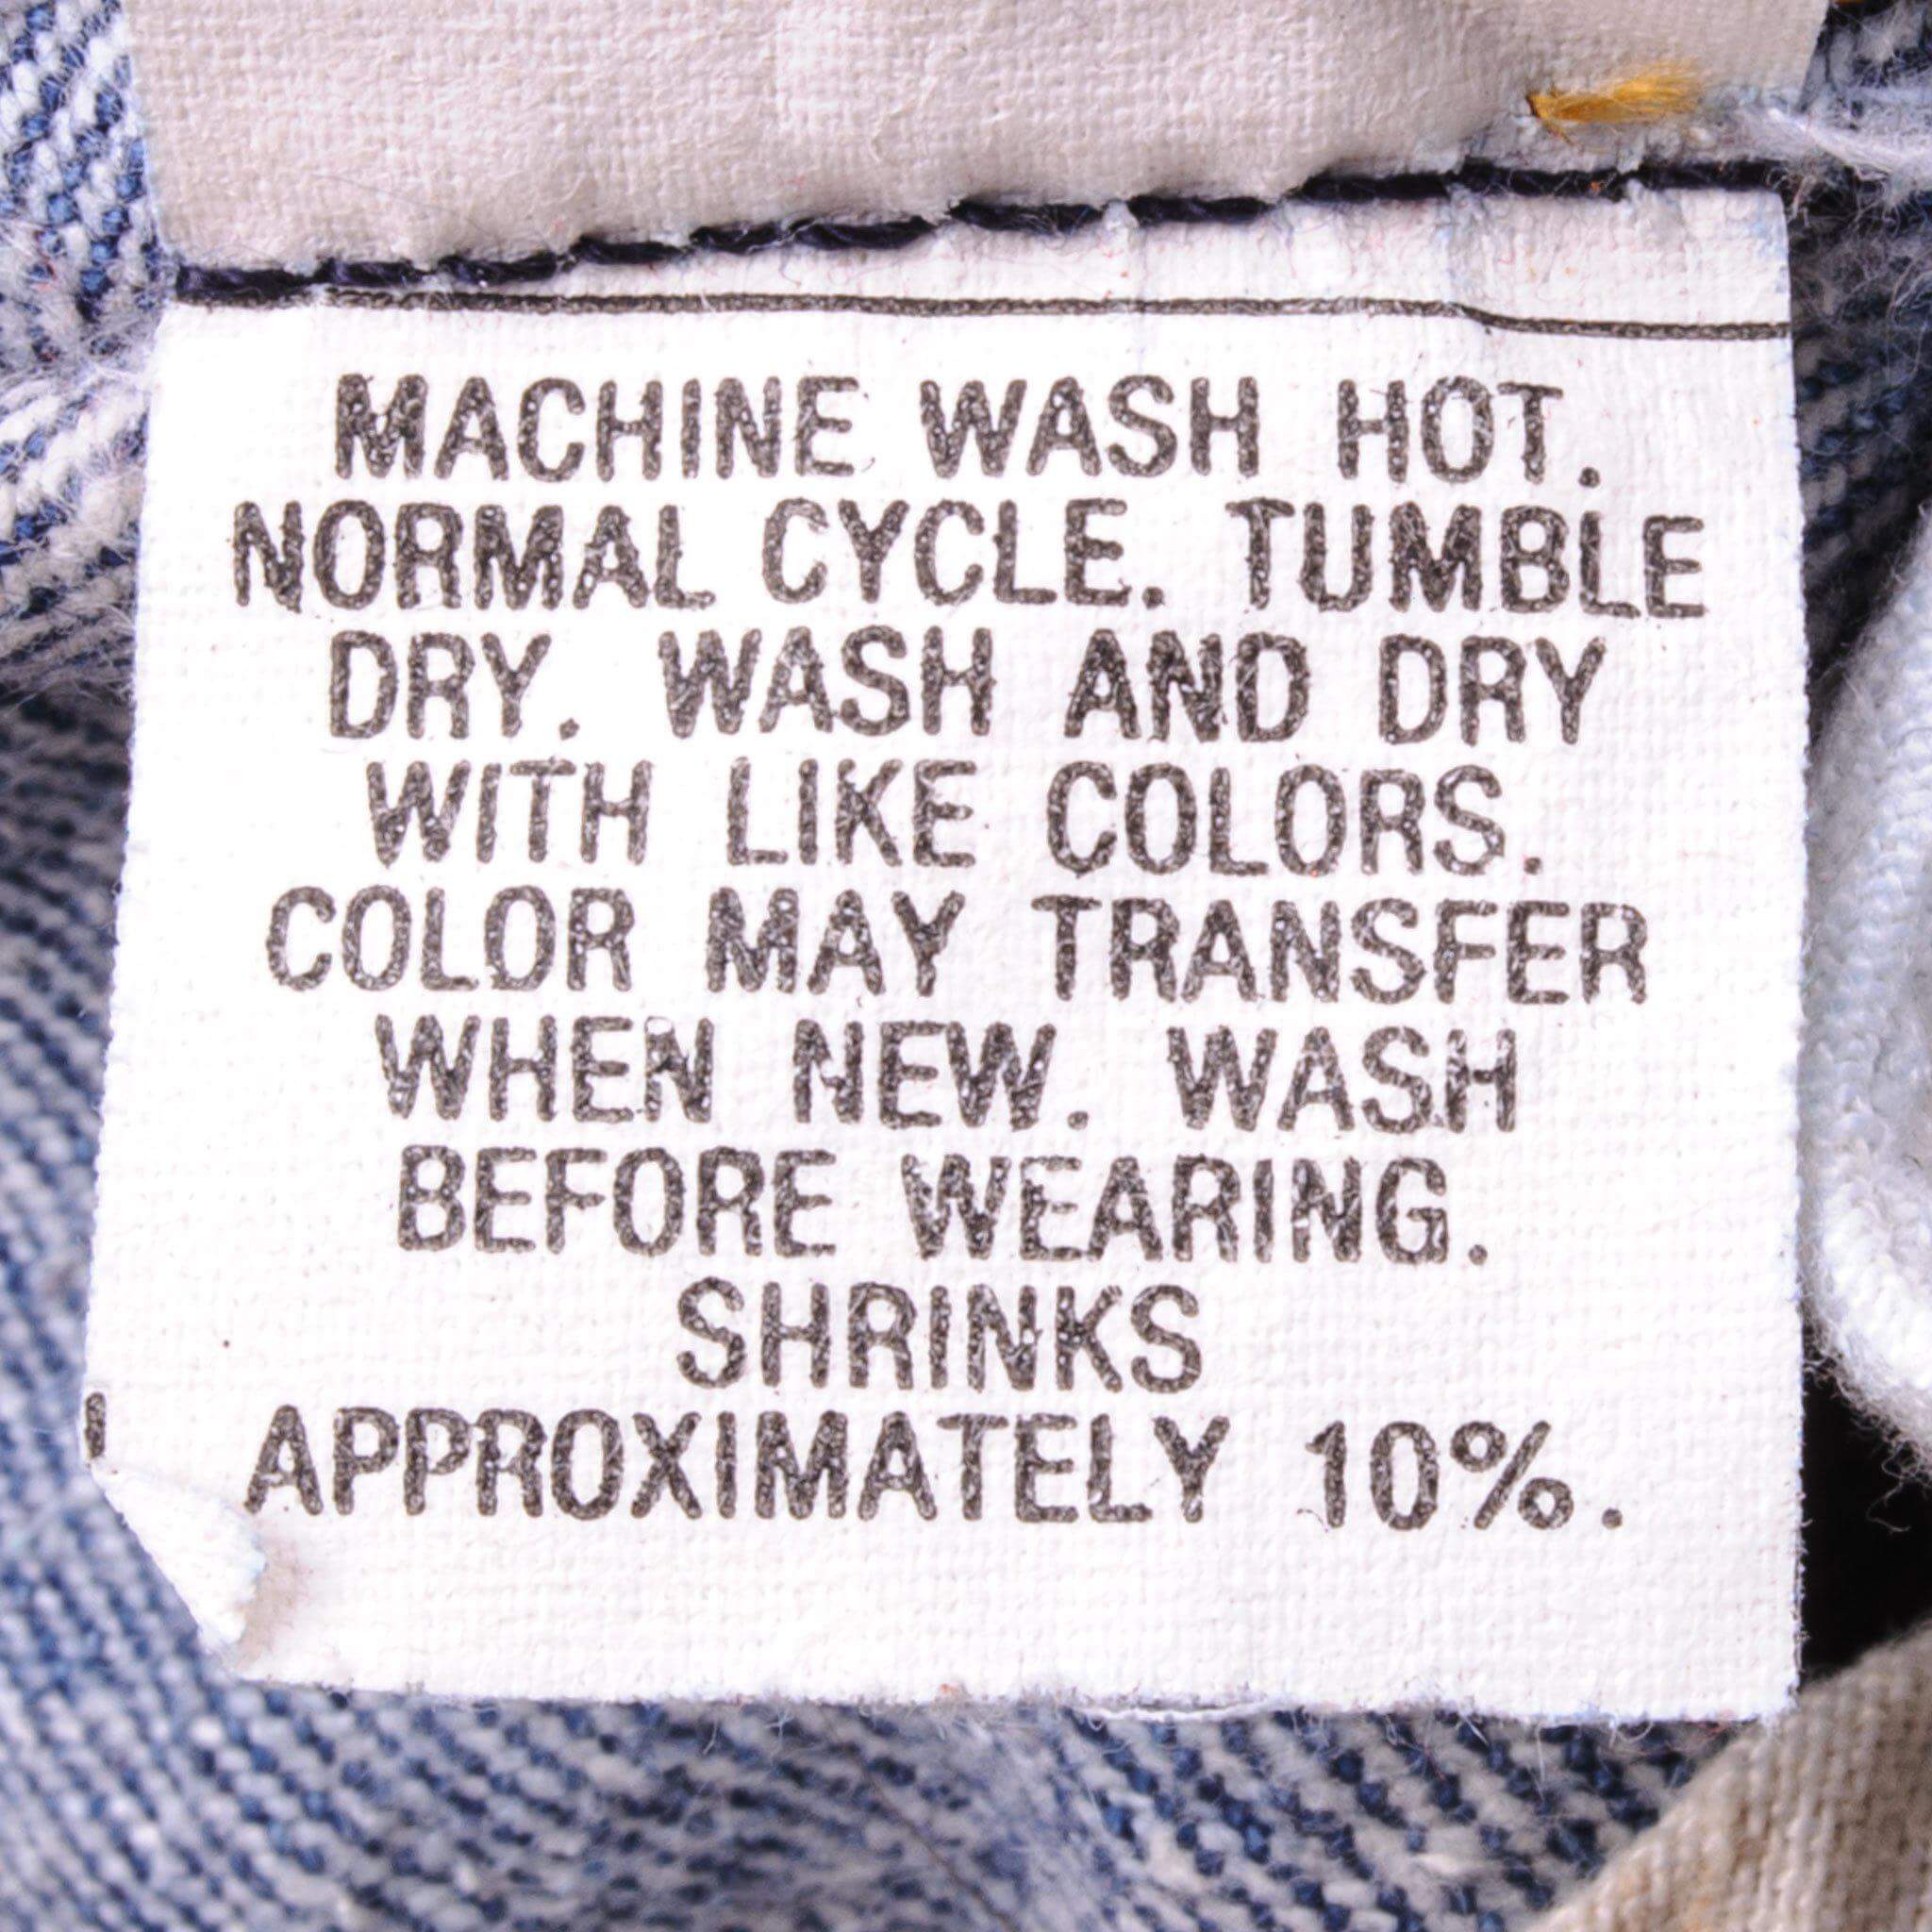 MACHINE WASH HOT.
NORMAL CYCLE. TUMBLE
DRY. WASH AND DRY
WITH LIKE COLORS.
COLOR MAY TRANSFER
WHEN NEW. WASH
BEFORE WEARING.
SHRINKS
APPROXIMATELY 10%.